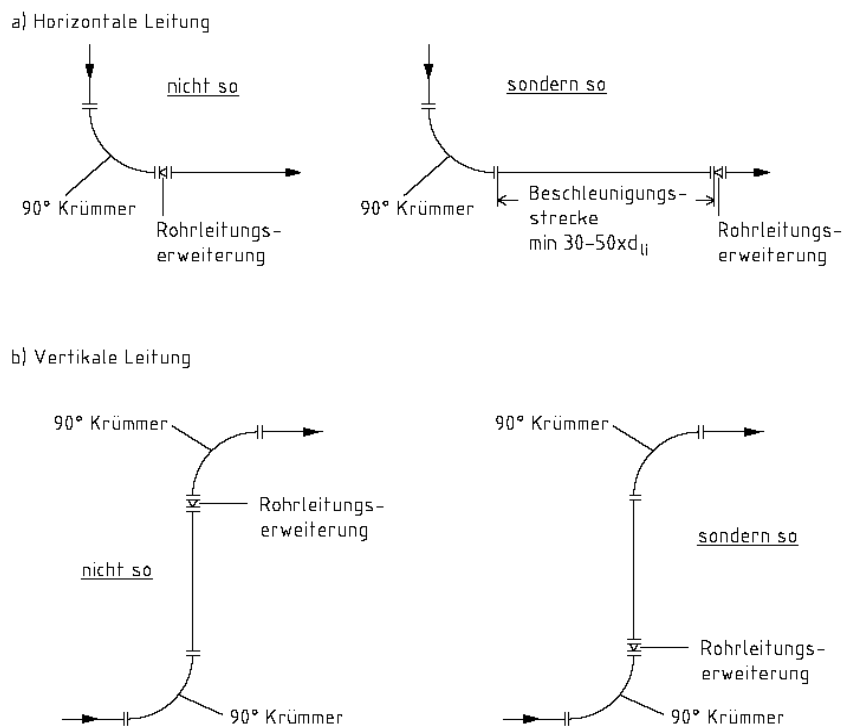 a) Horizontale Leitung
nicht so
90° Krümmer
Rohrleitungs-
erweiterung
sondern so
90° Krümmer
Beschleunigungs-
strecke
min 30-50xd_li
Rohrleitungs-
erweiterung
b) Vertikale Leitung
90° Krümmer
Rohrleitungs-
erweiterung
nicht so
90° Krümmer
90° Krümmer
sondern so
Rohrleitungs-
erweiterung
90° Krümmer